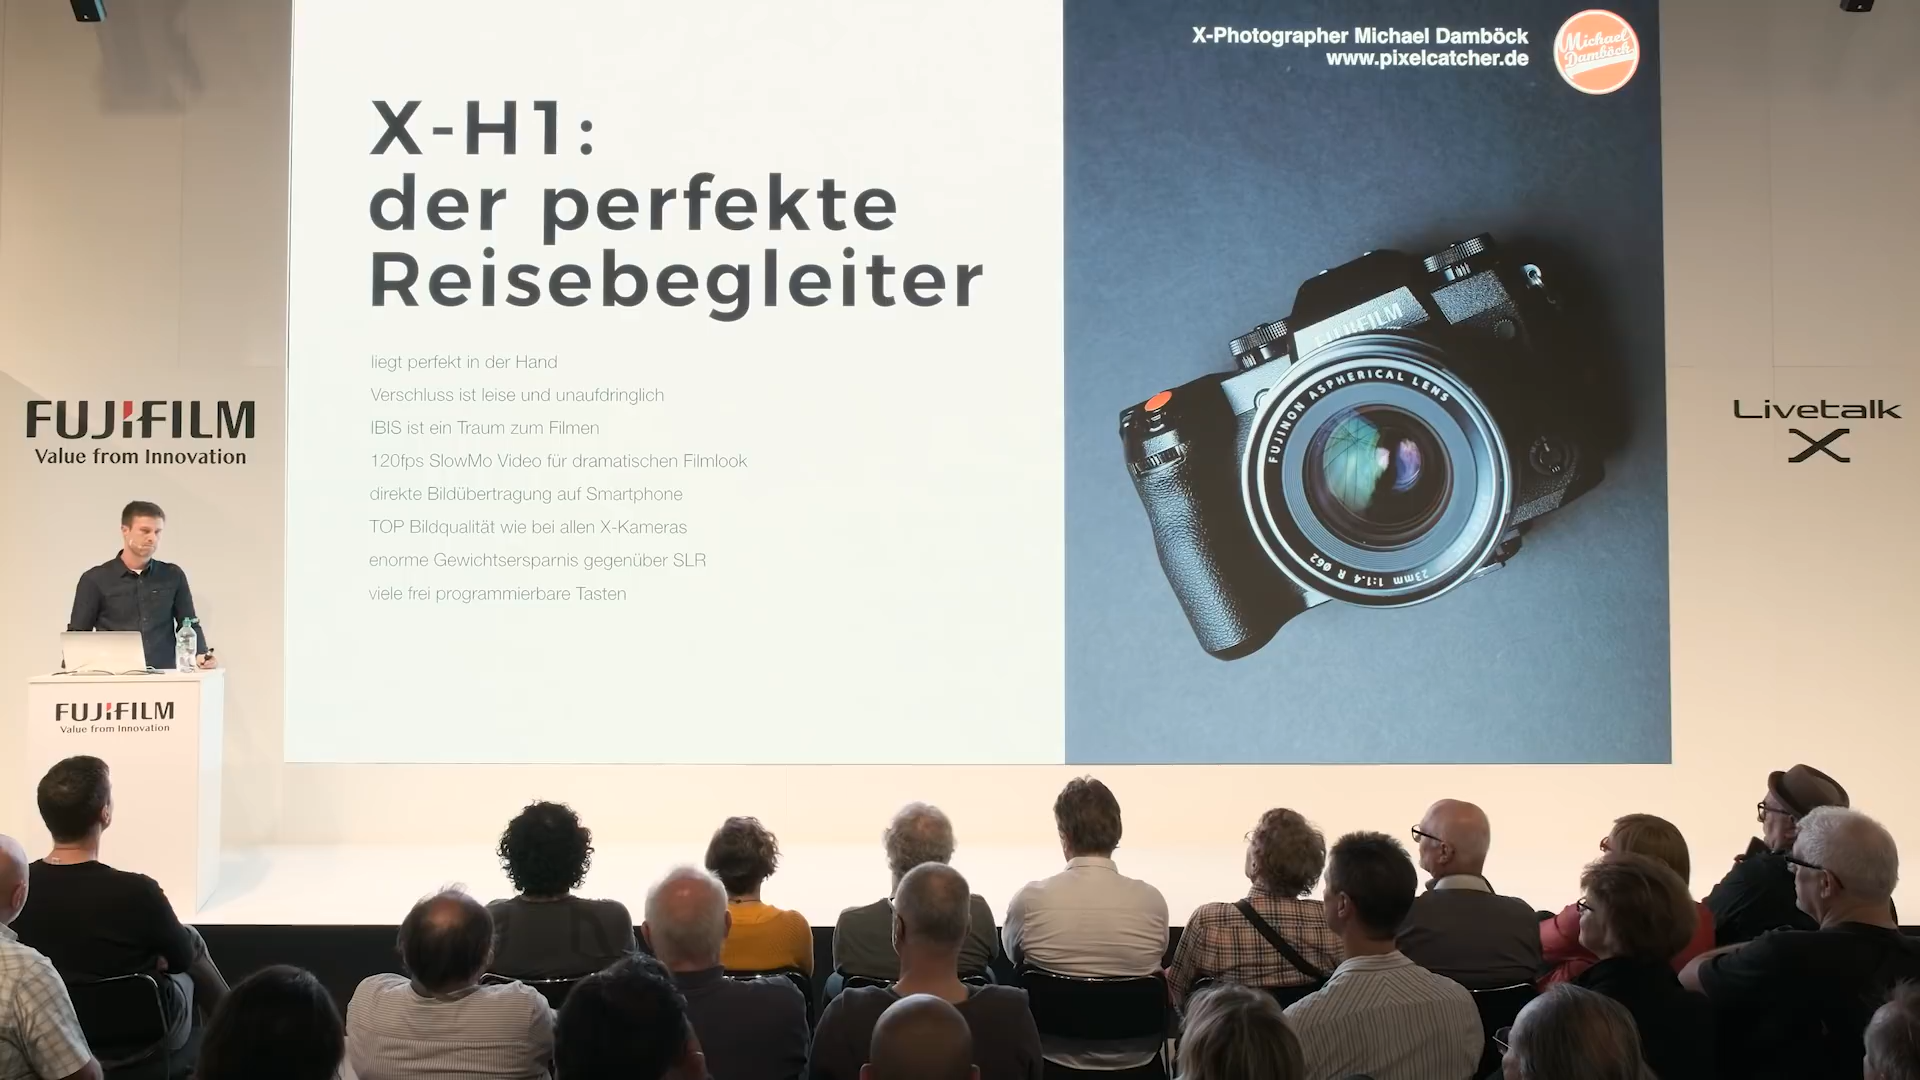 X-Photographer Michael Damböck
www.pixelcatcher.de
Michael
Damböck
X-H1:
der perfekte
Reisebegleiter
liegt perfekt in der Hand
Verschluss ist leise und unaufdringlich
IBIS ist ein Traum zum Filmen
120fps SlowMo Video für dramatischen Filmlook
direkte Bildübertragung auf Smartphone
TOP Bildqualität wie bei allen X-Kameras
enorme Gewichtsersparnis gegenüber SLR
viele frei programmierbare Tasten
FUJIFILM
FUJINON ASPHERICAL LENS
23mm 1:1.4 R Ø62
FUJIFILM
Value from Innovation
Livetalk
X
FUJIFILM
Value from Innovation